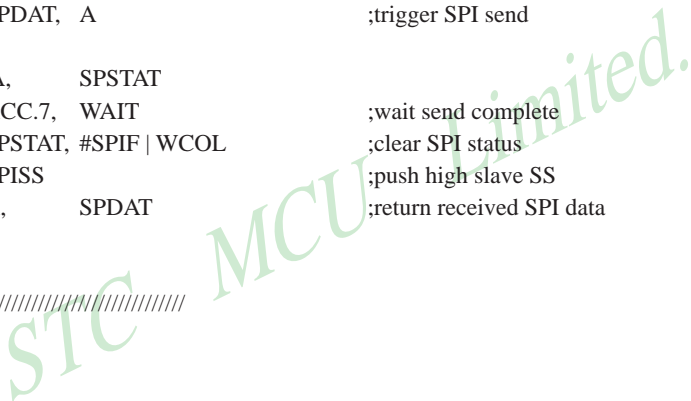 PDAT, A ;trigger SPI send
A, SPSTAT
CC.7, WAIT ;wait send complete
PSTAT, #SPIF | WCOL ;clear SPI status
PISS ;push high slave SS
, SPDAT ;return received SPI data
///////////////////////////
STC MCU Limited.